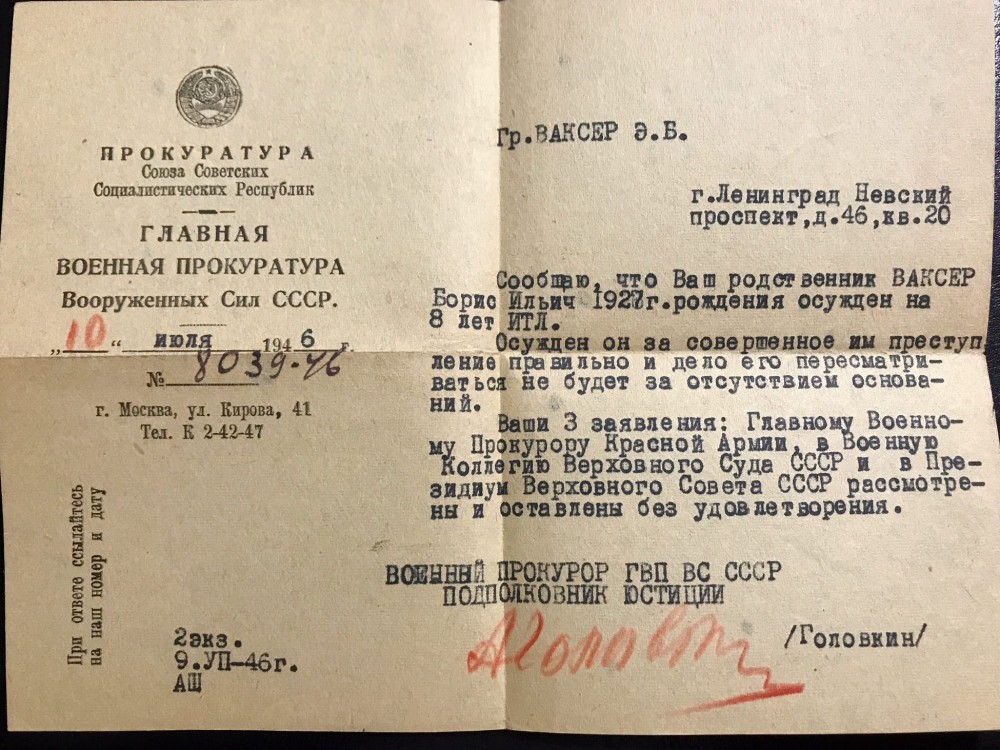 ПРОКУРАТУРА
Союза Советских
Социалистических Республик
ГЛАВНАЯ
ВОЕННАЯ ПРОКУРАТУРА
Вооруженных Сил СССР.
„10“ июля 1946 г.
№ 8039-46
г. Москва, ул. Кирова, 41
Тел. К 2-42-47
При ответе ссылайтесь
на наш номер и дату
2экз.
9.УП-46г.
АЩ
Гр.ВАКСЕР Э.Б.
г.Ленинград Невский
проспект,д.46,кв.20
Сообщаю, что Ваш родственник ВАКСЕР
Борис Ильич 1927г.рождения осужден на
8 лет ИТЛ.
Осужден он за совершенное им преступ
ление правильно и дело его пересматри-
ваться не будет за отсутствием основа-
ний.
Ваши 3 заявления: Главному Военно-
му Прокурору Красной Армии, в Военную
Коллегию Верховного Суда СССР и в Пре-
зидиум Верховного Совета СССР рассмотре-
ны и оставлены без удовлетворения.
ВОЕННЫЙ ПРОКУРОР ГВП ВС СССР
ПОДПОЛКОВНИК ЮСТИЦИИ
/Головкин/